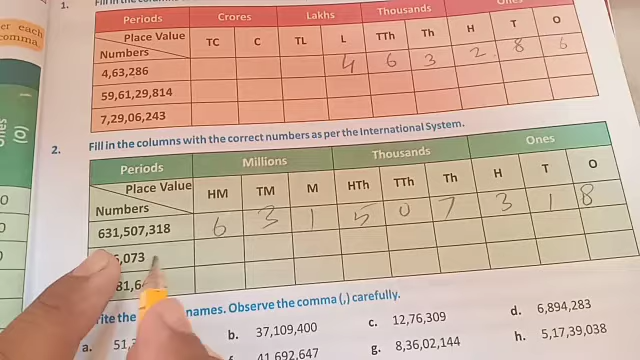 er each
comma.
1.
Periods Crores Lakhs Thousands Ones
Place Value
Numbers
TC C TL L TTh Th H T O
4,63,286 4 6 3 2 8 6
59,61,29,814
7,29,06,243
2. Fill in the columns with the correct numbers as per the International System.
Periods Millions Thousands Ones
Place Value
Numbers
HM TM M HTh TTh Th H T O
631,507,318 6 3 1 5 0 7 3 1 8
,073
names. Observe the comma (,) carefully.
a.
b. 37,109,400
c. 12,76,309
d. 6,894,283
41,692,647
g. 8,36,02,144
h. 5,17,39,038
(O)